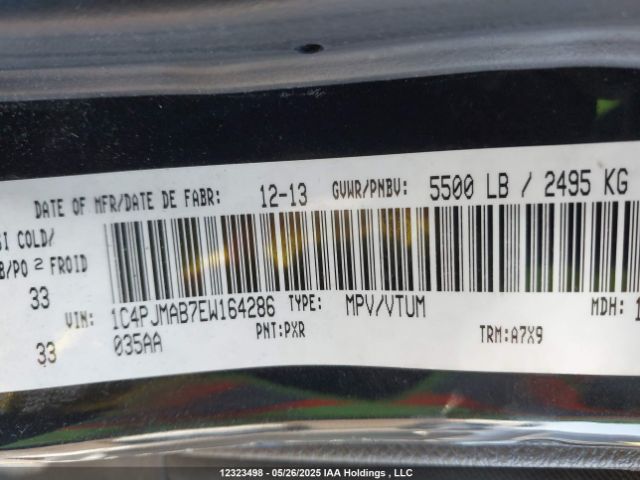 DATE OF MFR/DATE DE FABR: 12-13 GVWR/PNBV: 5500 LB / 2495 KG
SI COLD/
B/PO 2 FROID
33
VIN: 1C4PJMAB7EW164286 TYPE: MPV/VTUM MDH: 1
33 035AA PNT:PXR TRM:A7X9
12323498 - 05/26/2025 IAA Holdings , LLC